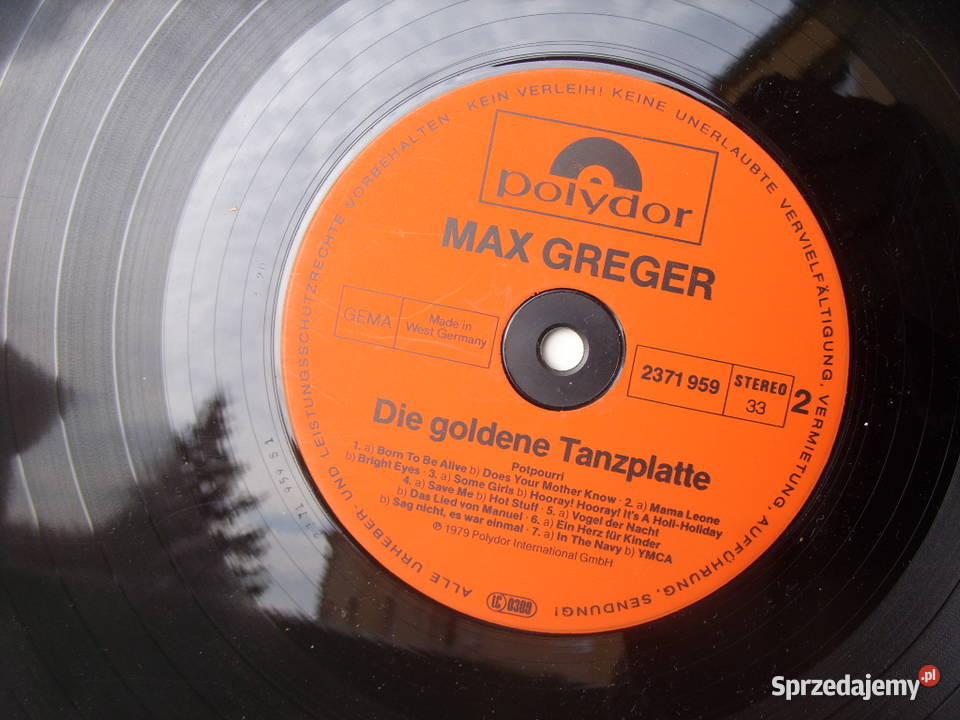 ALLE URHEBER- UND LEISTUNGSSCHUTZRECHTE VORBEHALTEN · KEIN VERLEIH! KEINE UNERLAUBTE VERVIELFÄLTIGUNG, VERMIETUNG, AUFFÜHRUNG, SENDUNG!
polydor
MAX GREGER
GEMA
Made in
West Germany
2371 959
STEREO
33
2
Die goldene Tanzplatte
Potpourri
1. a) Born To Be Alive b) Does Your Mother Know · 2. a) Mama Leone
b) Bright Eyes · 3. a) Some Girls b) Hooray! Hooray! It's A Holi-Holiday
4. a) Save Me b) Hot Stuff · 5. a) Vogel der Nacht
b) Das Lied von Manuel · 6. a) Ein Herz für Kinder
b) Sag nicht, es war einmal · 7. a) In The Navy b) YMCA
℗ 1979 Polydor International GmbH
LC 0309
Sprzedajemy.pl